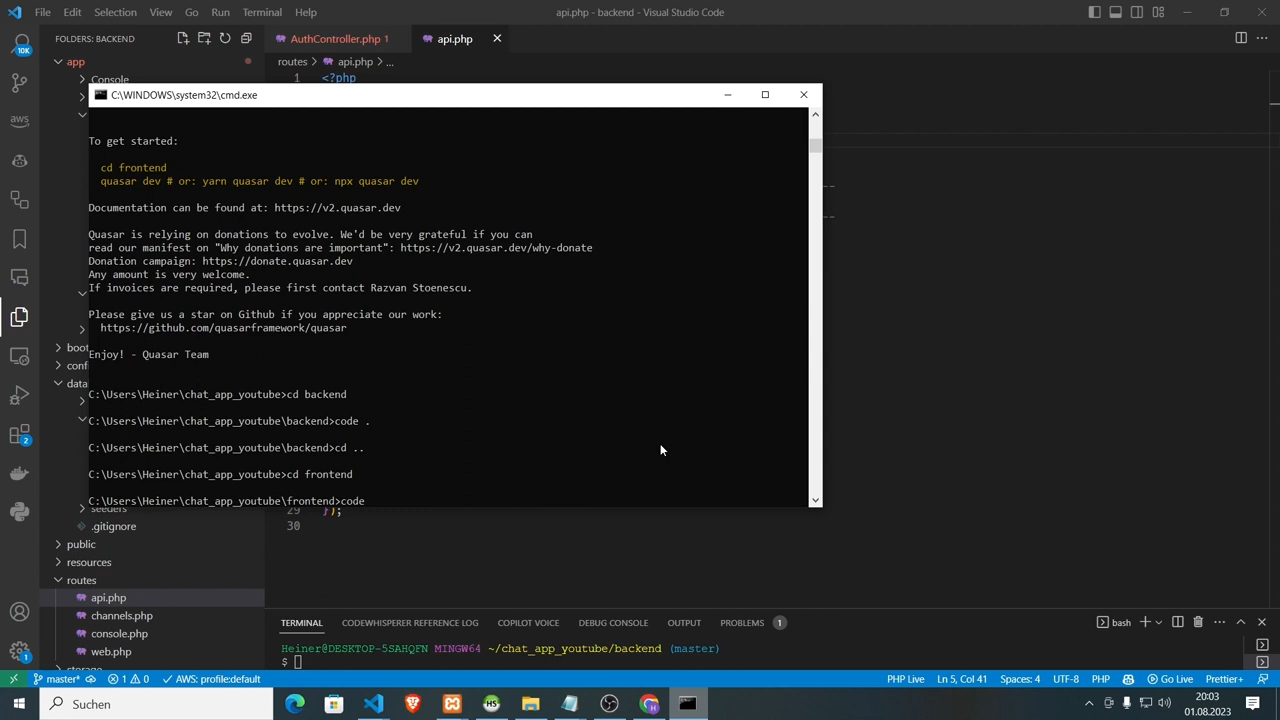 File Edit Selection View Go Run Terminal Help
api.php - backend - Visual Studio Code
10K
FOLDERS: BACKEND
AuthController.php 1
api.php
app
Console
routes > api.php > ...
1 <?php
C:\WINDOWS\system32\cmd.exe
To get started:
cd frontend
quasar dev # or: yarn quasar dev # or: npx quasar dev
Documentation can be found at: https://v2.quasar.dev
Quasar is relying on donations to evolve. We'd be very grateful if you can
read our manifest on "Why donations are important": https://v2.quasar.dev/why-donate
Donation campaign: https://donate.quasar.dev
Any amount is very welcome.
If invoices are required, please first contact Razvan Stoenescu.
Please give us a star on Github if you appreciate our work:
https://github.com/quasarframework/quasar
Enjoy! - Quasar Team
C:\Users\Heiner\chat_app_youtube>cd backend
C:\Users\Heiner\chat_app_youtube\backend>code .
C:\Users\Heiner\chat_app_youtube\backend>cd ..
C:\Users\Heiner\chat_app_youtube>cd frontend
C:\Users\Heiner\chat_app_youtube\frontend>code
boot
conf
data
2
seeders
.gitignore
public
resources
routes
api.php
channels.php
console.php
web.php
29 });
30
TERMINAL CODEWHISPERER REFERENCE LOG COPILOT VOICE DEBUG CONSOLE OUTPUT PROBLEMS 1
bash
Heiner@DESKTOP-5SAHQFN MINGW64 ~/chat_app_youtube/backend (master)
$
1
master* 1 0 AWS: profile:default
PHP Live Ln 5, Col 41 Spaces: 4 UTF-8 PHP Go Live Prettier+
Suchen
HS
20:03
01.08.2023